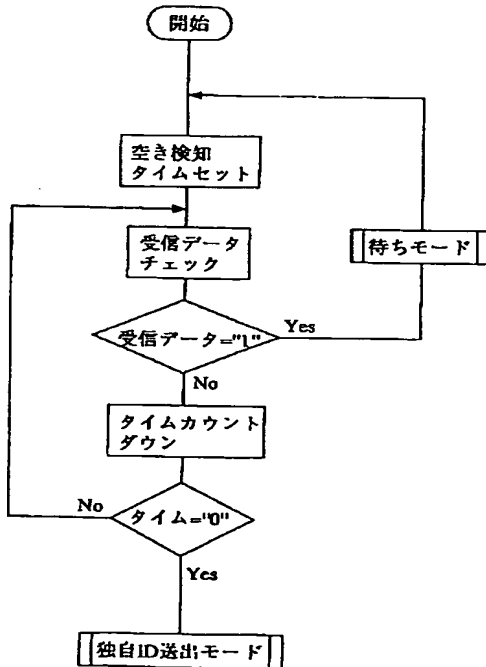 開始
空き検知
タイムセット
受信データ
チェック
待ちモード
受信データ="1"
Yes
No
タイムカウント
ダウン
No
タイム="0"
Yes
独自ID送出モード